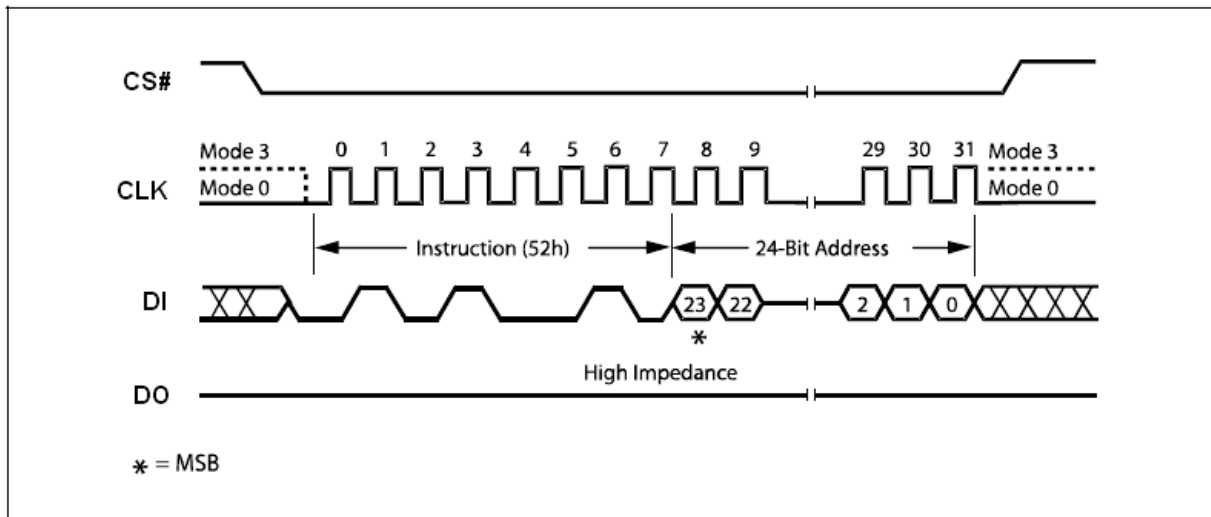 CS#
Mode 3 0 1 2 3 4 5 6 7 8 9 29 30 31 Mode 3
CLK Mode 0 Mode 0
Instruction (52h) 24-Bit Address
DI 23 22 2 1 0
*
High Impedance
DO
* = MSB